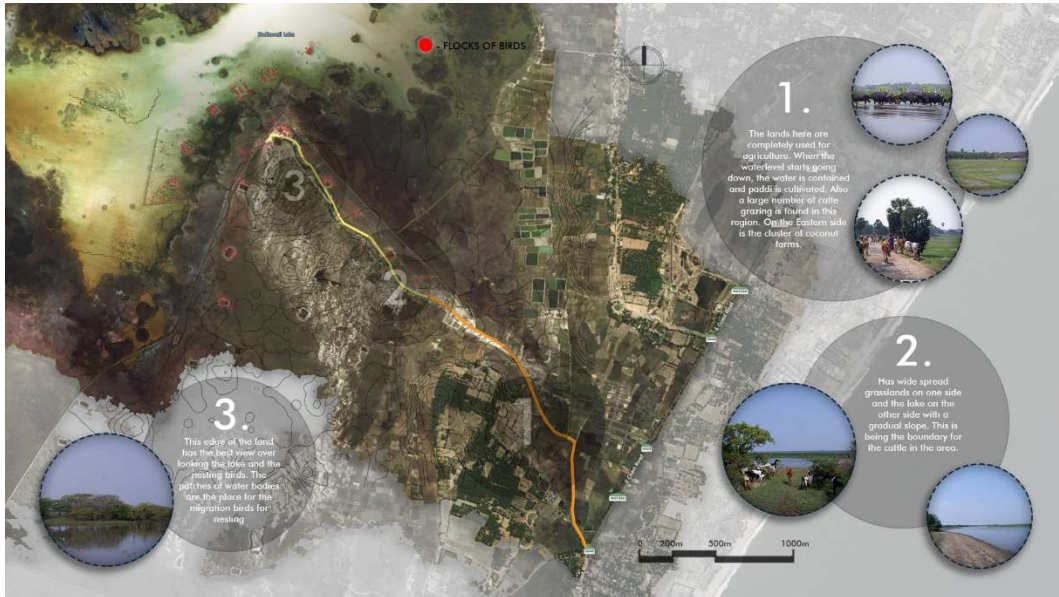 - FLOCKS OF BIRDS
1.
The lands here are
completely used for
agriculture. When the
waterlevel starts going
down, the water is contained
and paddi is cultivated. Also
a large number of catte
grazing is found in this
region. On the Eastern side
is the cluster of coconut
farms.
3
2
1
2.
Has wide spread
grasslands on one side
and the lake on the
other side with a
gradual slope. This is
being the boundary for
the cattle in the area.
3.
This edge of the land
has the best view over
looking the lake and the
nesting birds. The
patches of water bodies
are the place for the
migration birds for
nesting
0 200m 500m 1000m